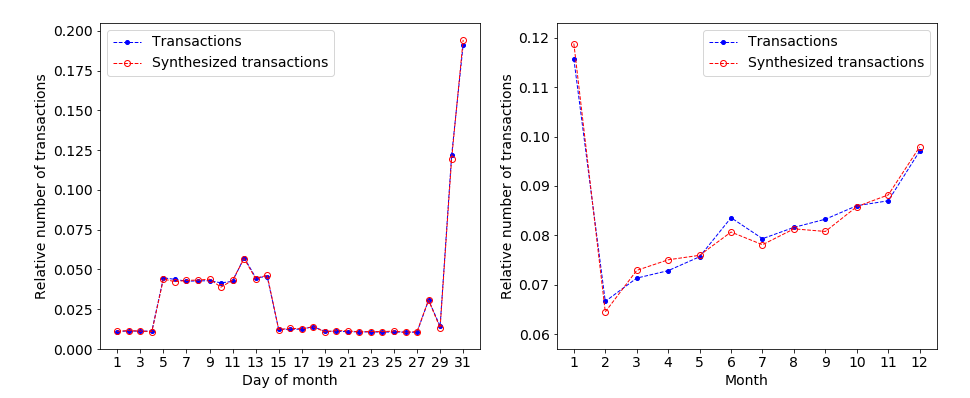 Transactions
Synthesized transactions
0.200
0.175
0.150
0.125
0.100
0.075
0.050
0.025
0.000
Relative number of transactions
1 3 5 7 9 11 13 15 17 19 21 23 25 27 29 31
Day of month
Transactions
Synthesized transactions
0.12
0.11
0.10
0.09
0.08
0.07
0.06
Relative number of transactions
1 2 3 4 5 6 7 8 9 10 11 12
Month